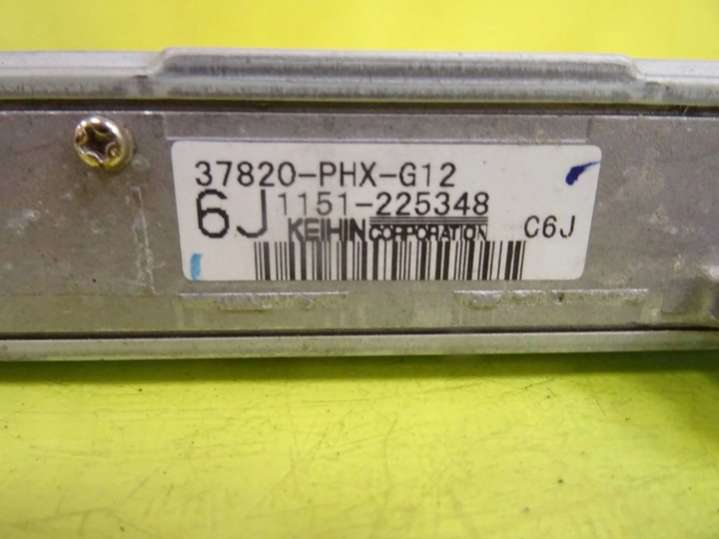 37820-PHX-G12
6J 1151-225348
KEIHIN CORPORATION C6J